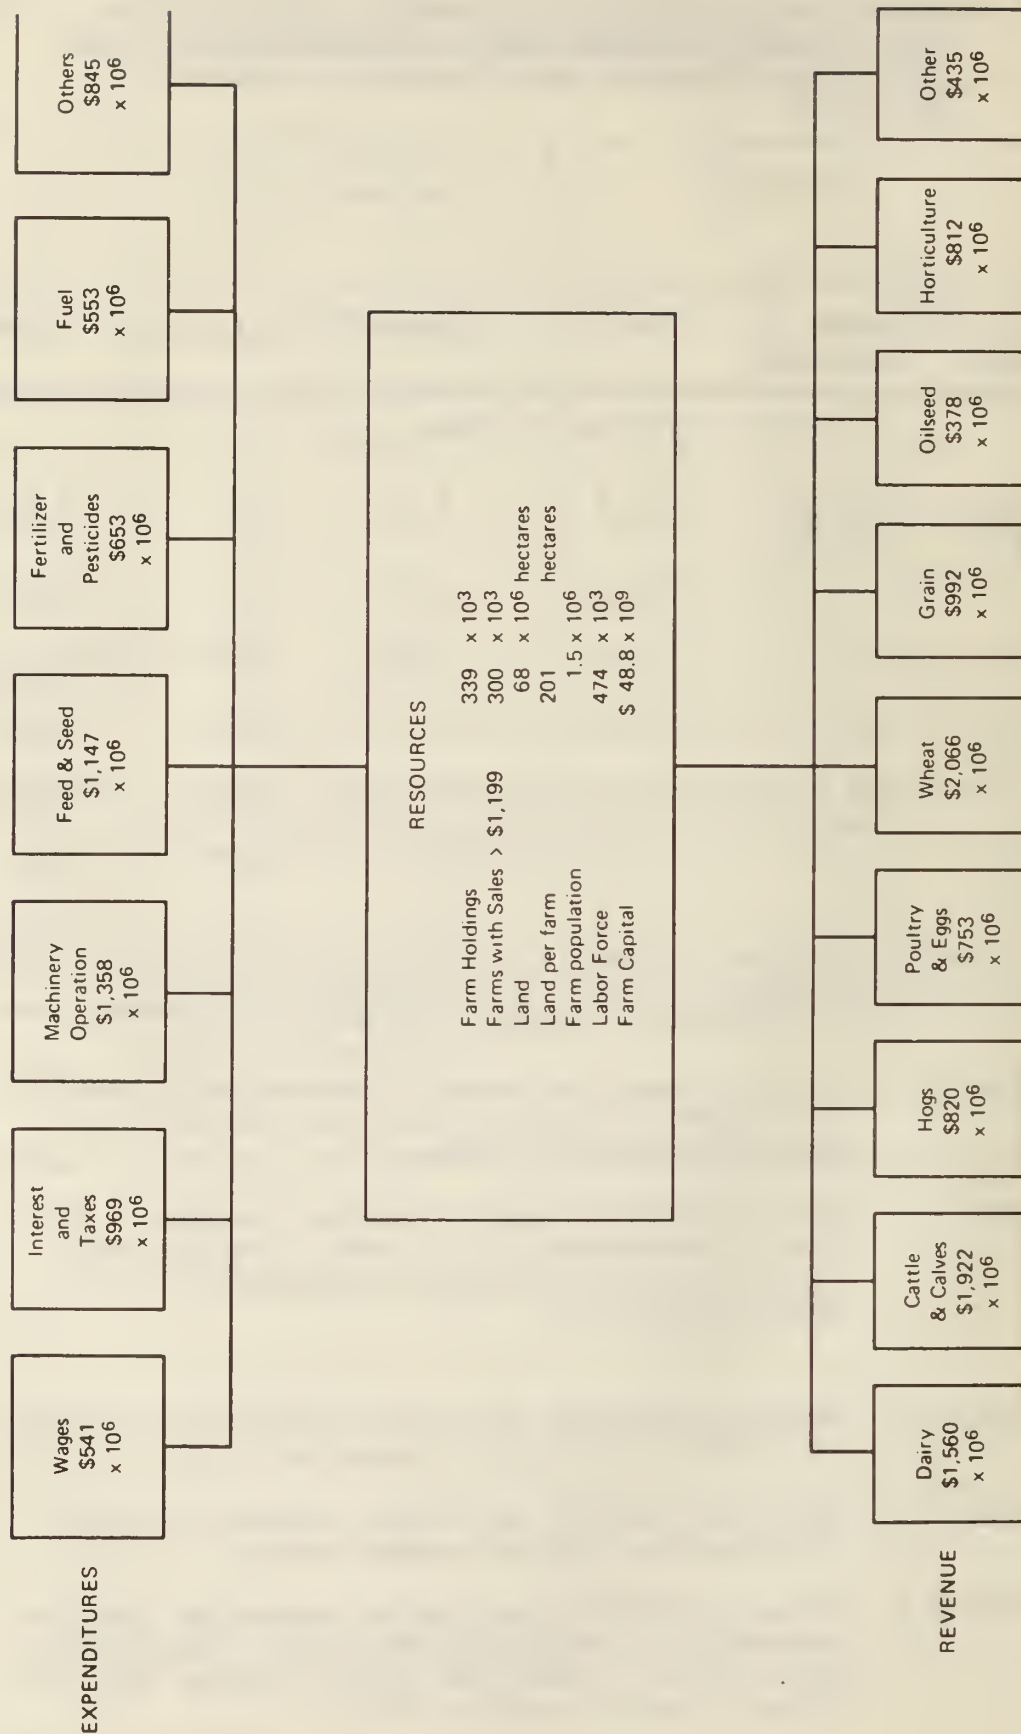 EXPENDITURES
Wages
$541
x 10⁶
Interest
and
Taxes
$969
x 10⁶
Machinery
Operation
$1,358
x 10⁶
Feed & Seed
$1,147
x 10⁶
Fertilizer
and
Pesticides
$653
x 10⁶
Fuel
$553
x 10⁶
Others
$845
x 10⁶
RESOURCES
Farm Holdings 339 x 10³
Farms with Sales > $1,199 300 x 10³
Land 68 x 10⁶ hectares
Land per farm 201 hectares
Farm population 1.5 x 10⁶
Labor Force 474 x 10³
Farm Capital $ 48.8 x 10⁹
REVENUE
Dairy
$1,560
x 10⁶
Cattle
& Calves
$1,922
x 10⁶
Hogs
$820
x 10⁶
Poultry
& Eggs
$753
x 10⁶
Wheat
$2,066
x 10⁶
Grain
$992
x 10⁶
Oilseed
$378
x 10⁶
Horticulture
$812
x 10⁶
Other
$435
x 10⁶